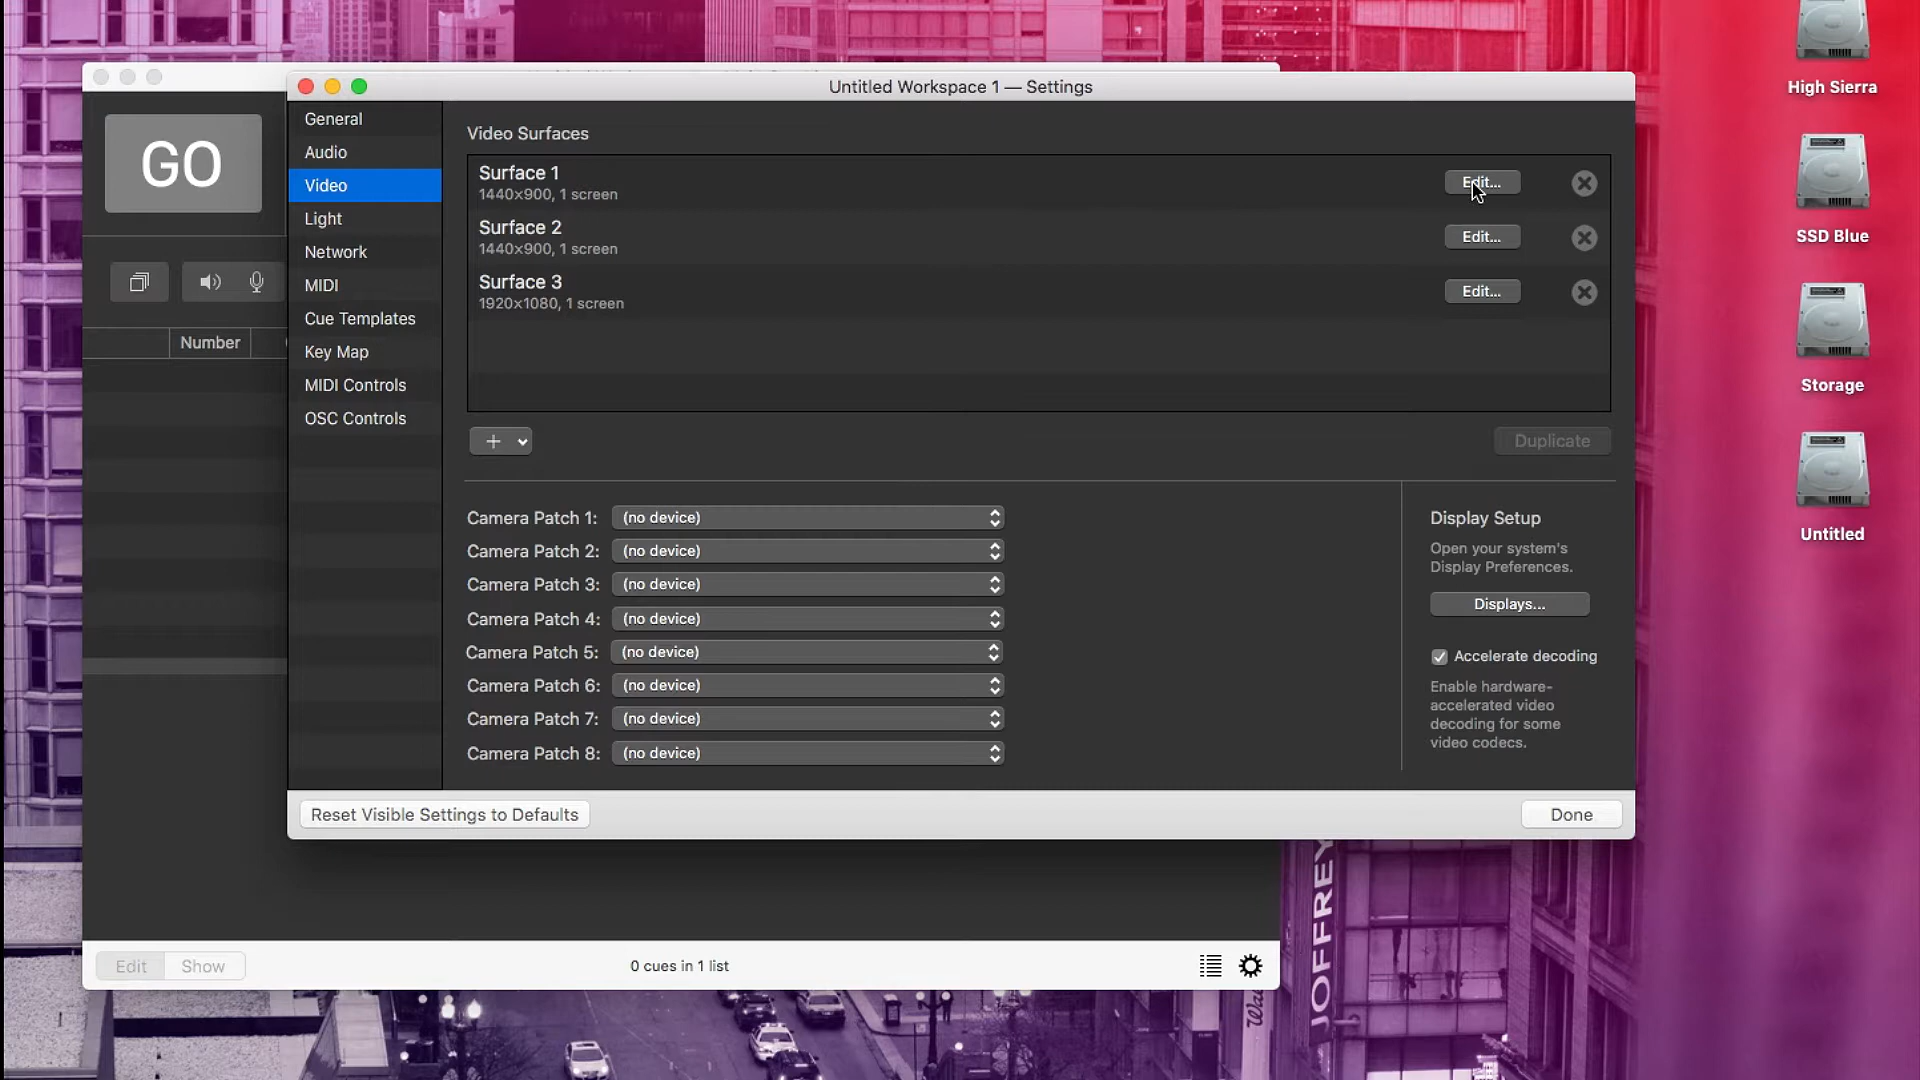 High Sierra
SSD Blue
Storage
Untitled
Untitled Workspace 1 — Settings
GO
Number
General
Audio
Video
Light
Network
MIDI
Cue Templates
Key Map
MIDI Controls
OSC Controls
Video Surfaces
Surface 1
1440x900, 1 screen
Edit...
Surface 2
1440x900, 1 screen
Edit...
Surface 3
1920x1080, 1 screen
Edit...
Duplicate
Camera Patch 1: (no device)
Camera Patch 2: (no device)
Camera Patch 3: (no device)
Camera Patch 4: (no device)
Camera Patch 5: (no device)
Camera Patch 6: (no device)
Camera Patch 7: (no device)
Camera Patch 8: (no device)
Display Setup
Open your system's
Display Preferences.
Displays...
Accelerate decoding
Enable hardware-
accelerated video
decoding for some
video codecs.
Reset Visible Settings to Defaults
Done
Edit Show
0 cues in 1 list
JOFFREY